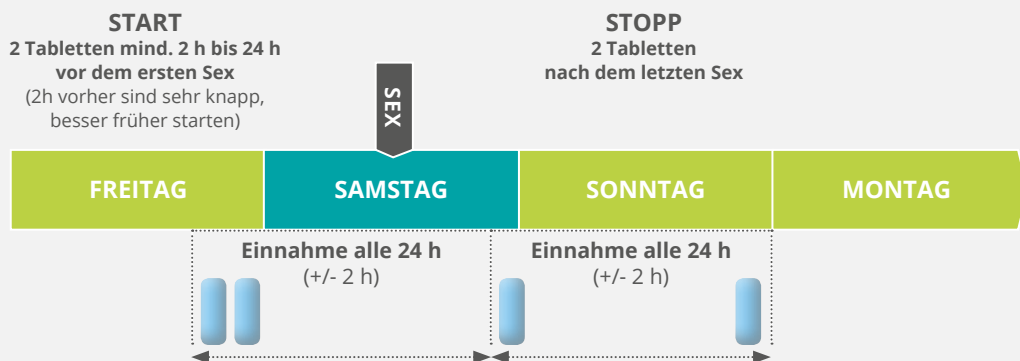 START
2 Tabletten mind. 2 h bis 24 h
vor dem ersten Sex
(2h vorher sind sehr knapp,
besser früher starten)
STOPP
2 Tabletten
nach dem letzten Sex
SEX
FREITAG
SAMSTAG
SONNTAG
MONTAG
Einnahme alle 24 h
(+/- 2 h)
Einnahme alle 24 h
(+/- 2 h)